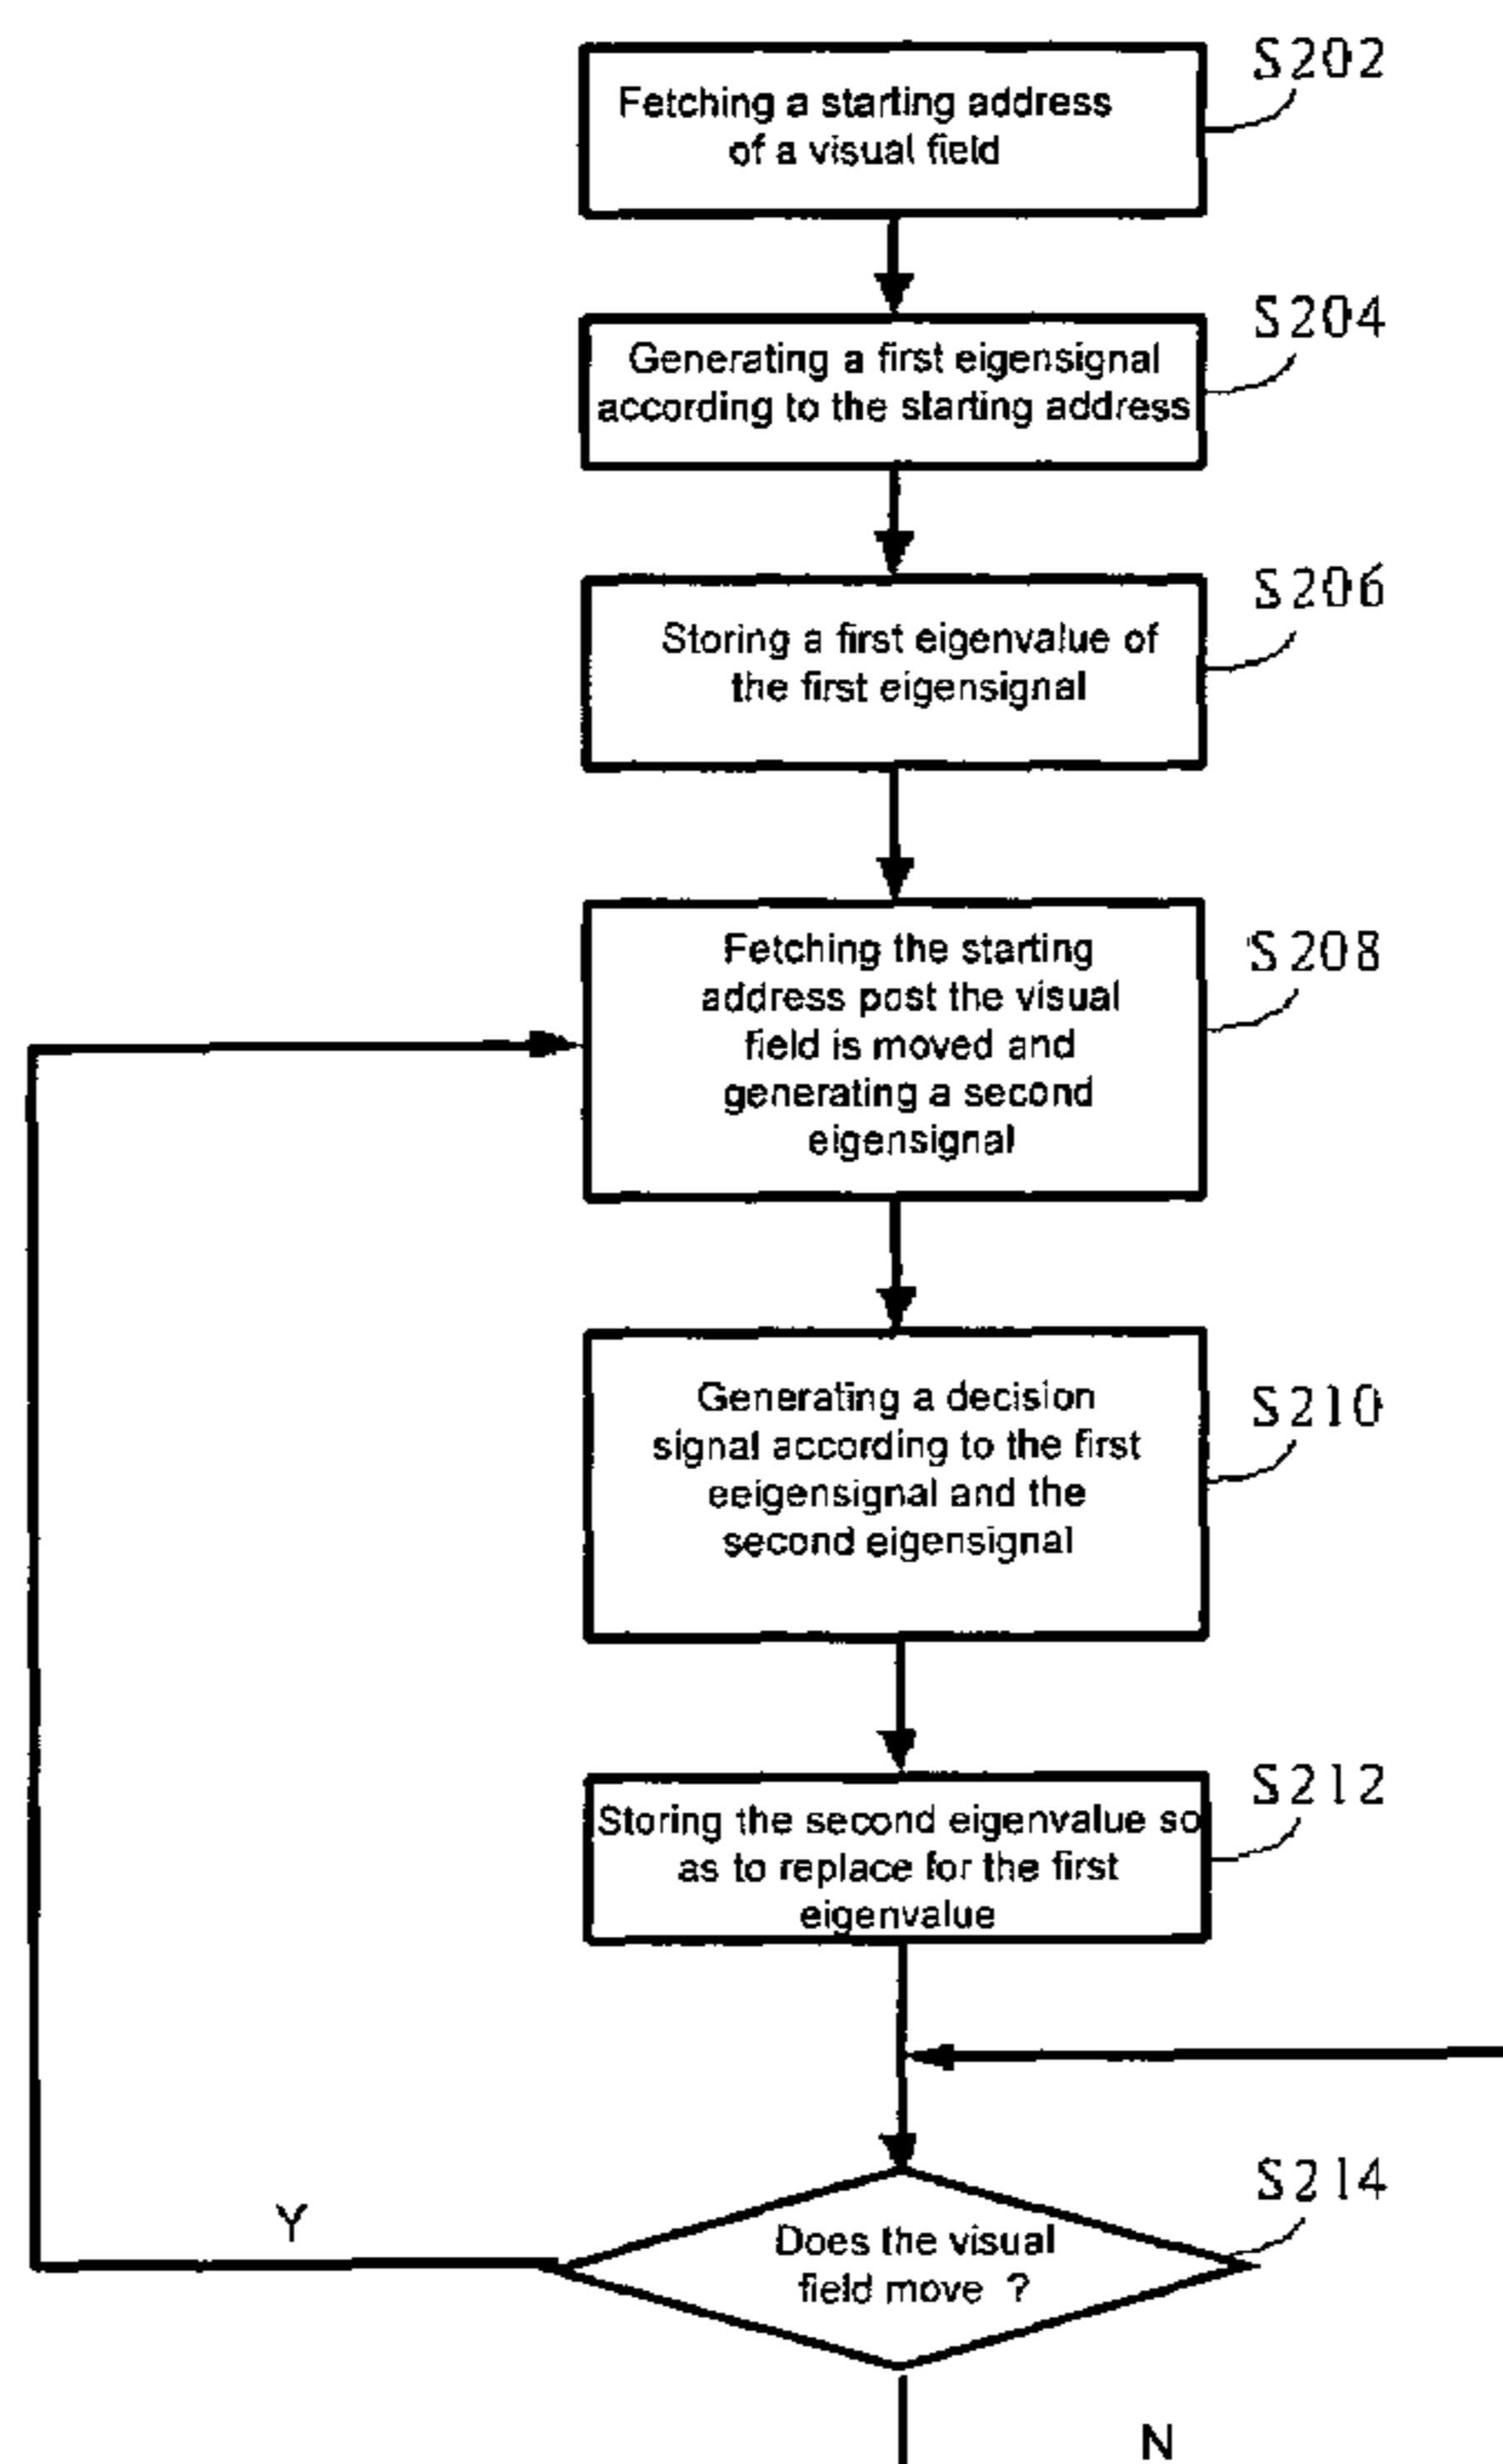 S202
Fetching a starting address
of a visual field
S204
Generating a first eigensignal
according to the starting address
S206
Storing a first eigenvalue of
the first eigensignal
S208
Fetching the starting
address post the visual
field is moved and
generating a second
eigensignal
S210
Generating a decision
signal according to the first
eeigensignal and the
second eigensignal
S212
Storing the second eigenvalue so
as to replace for the first
eigenvalue
S214
Y
Does the visual
field move ?
N